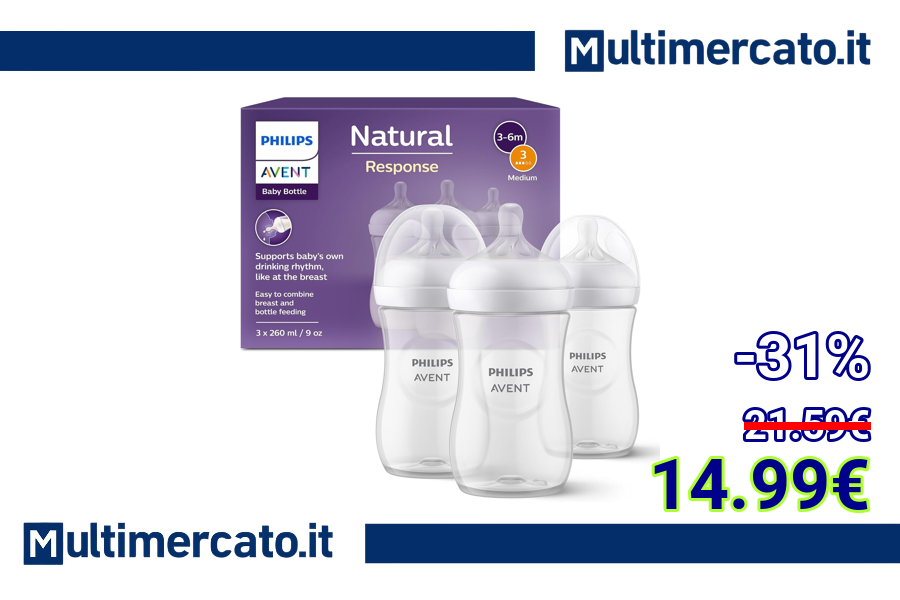 Multimercato.it
PHILIPS
AVENT
Baby Bottle
Natural
Response
3-6m
3
Medium
Supports baby's own
drinking rhythm,
like at the breast
Easy to combine
breast and
bottle feeding
3 x 260 ml / 9 oz
PHILIPS
AVENT
PHILIPS
AVENT
PHILIPS
AVENT
-31%
21.59€
14.99€
Multimercato.it